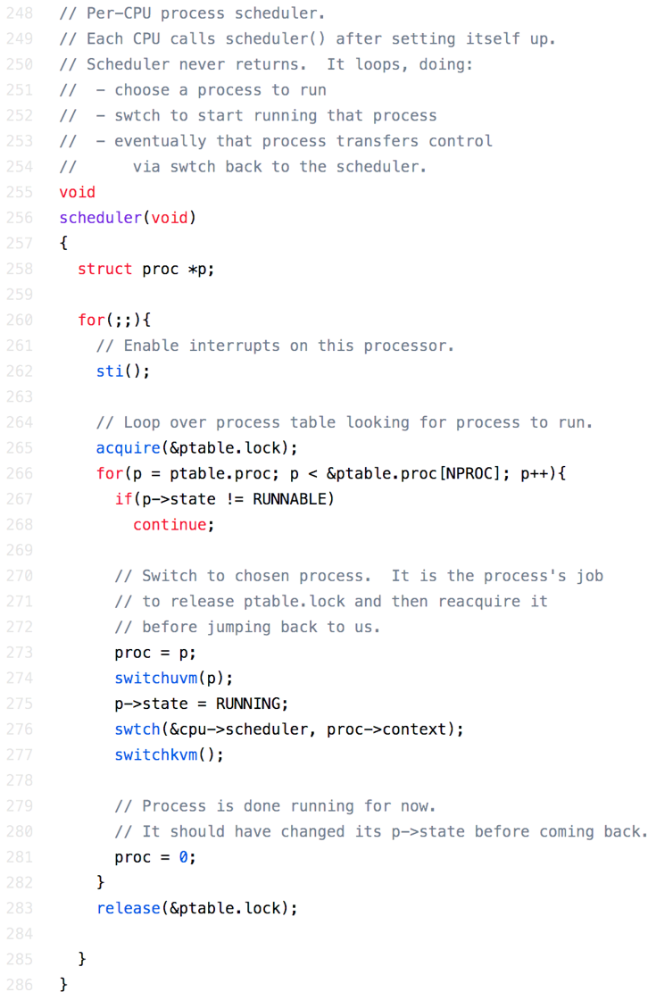 248 // Per-CPU process scheduler.
249 // Each CPU calls scheduler() after setting itself up.
250 // Scheduler never returns.  It loops, doing:
251 //  - choose a process to run
252 //  - swtch to start running that process
253 //  - eventually that process transfers control
254 //      via swtch back to the scheduler.
255 void
256 scheduler(void)
257 {
258   struct proc *p;
259
260   for(;;){
261     // Enable interrupts on this processor.
262     sti();
263
264     // Loop over process table looking for process to run.
265     acquire(&ptable.lock);
266     for(p = ptable.proc; p < &ptable.proc[NPROC]; p++){
267       if(p->state != RUNNABLE)
268         continue;
269
270       // Switch to chosen process.  It is the process's job
271       // to release ptable.lock and then reacquire it
272       // before jumping back to us.
273       proc = p;
274       switchuvm(p);
275       p->state = RUNNING;
276       swtch(&cpu->scheduler, proc->context);
277       switchkvm();
278
279       // Process is done running for now.
280       // It should have changed its p->state before coming back.
281       proc = 0;
282     }
283     release(&ptable.lock);
284
285   }
286 }